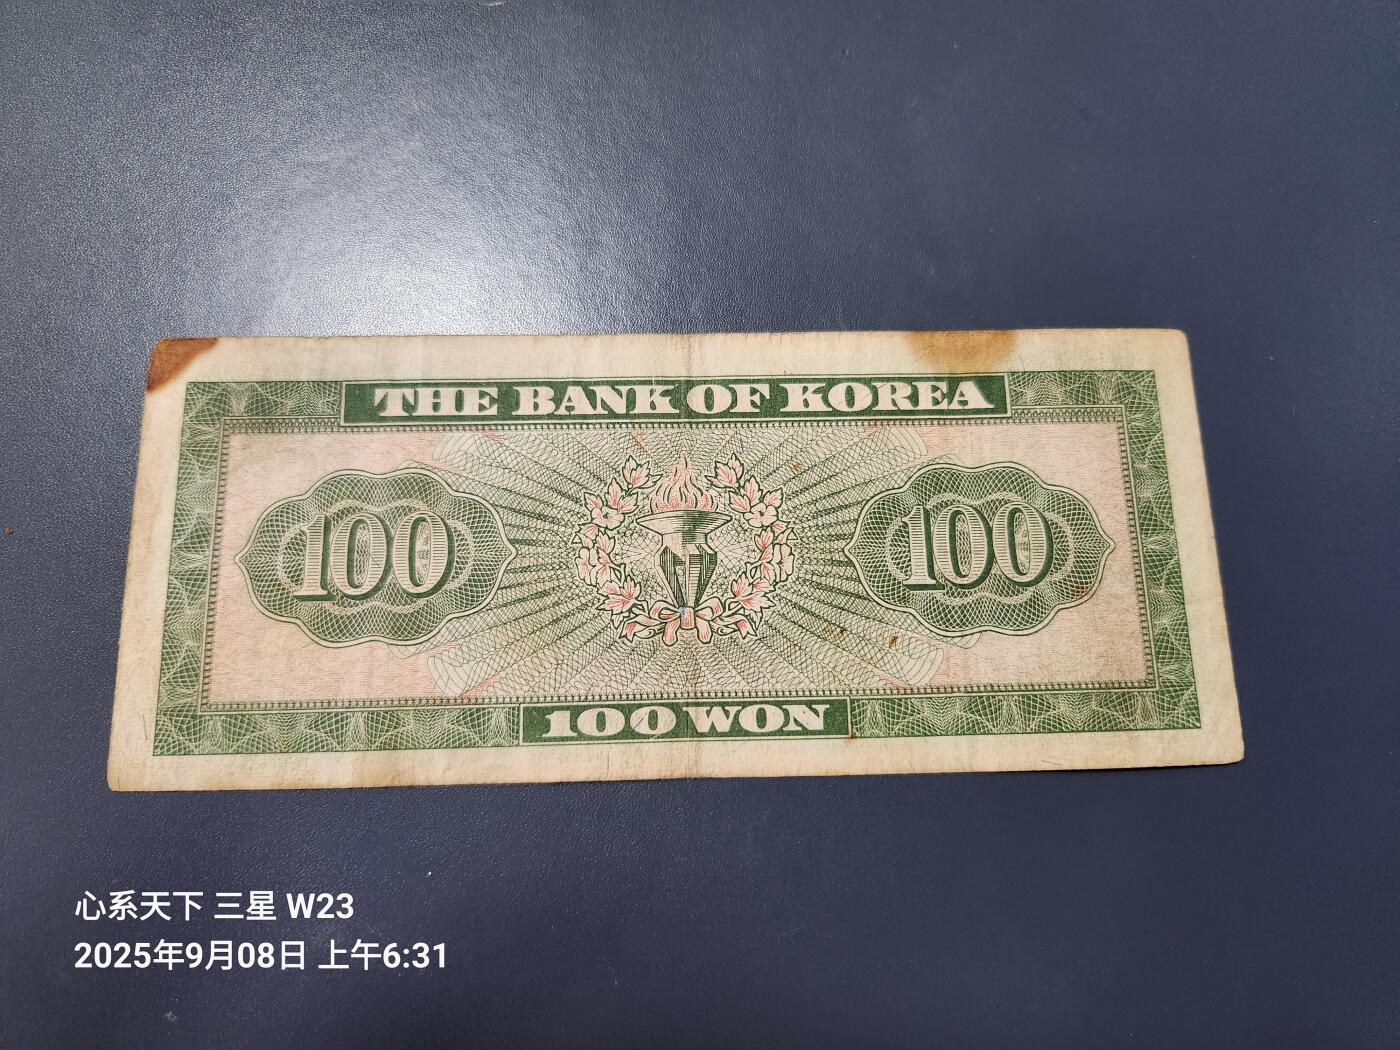 THE BANK OF KOREA
100
100
100 WON
心系天下 三星 W23
2025年9月08日 上午6:31